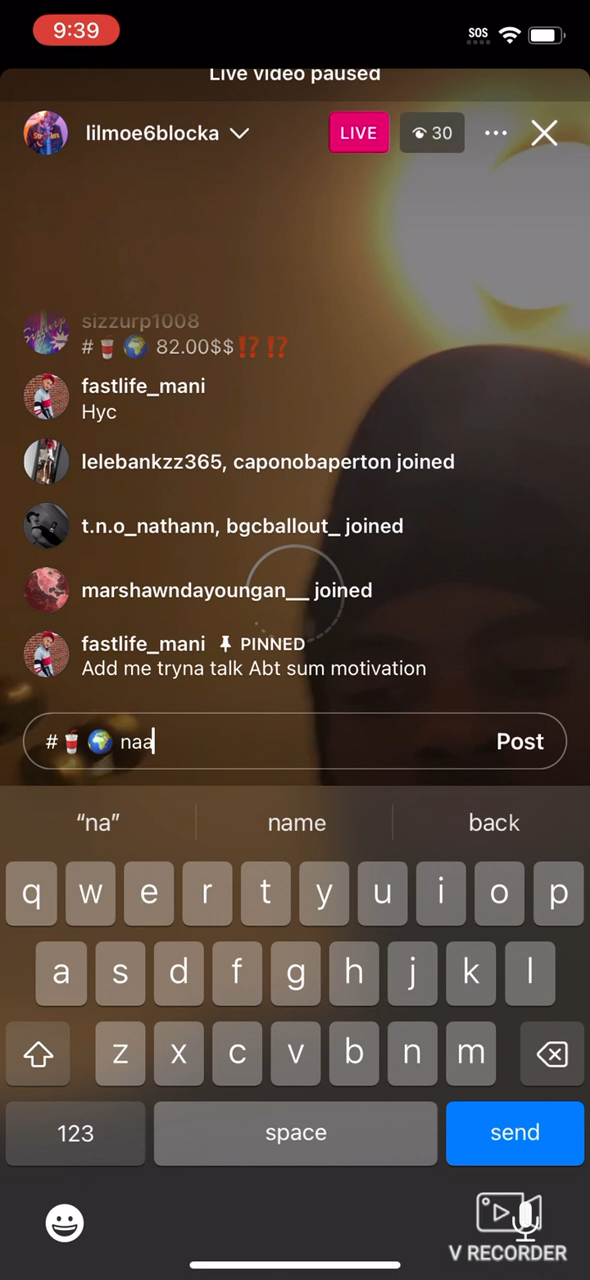 9:39
SOS
Live video paused
lilmoe6blocka
LIVE
30
sizzurp1008
#🥤🌍 82.00$$⁉️⁉️
fastlife_mani
Hyc
lelebankzz365, caponobaperton joined
t.n.o_nathann, bgcballout_ joined
marshawndayoungan__ joined
fastlife_mani PINNED
Add me tryna talk Abt sum motivation
#🥤🌍 naa
Post
“na” name back
q w e r t y u i o p
a s d f g h j k l
z x c v b n m
123 space send
V RECORDER